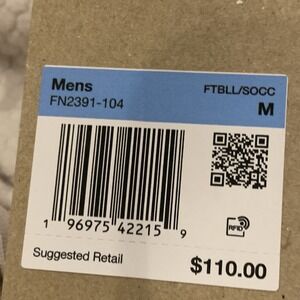 Mens FTBLL/SOCC
FN2391-104 M
1 96975 42215 9
RFID
Suggested Retail $110.00